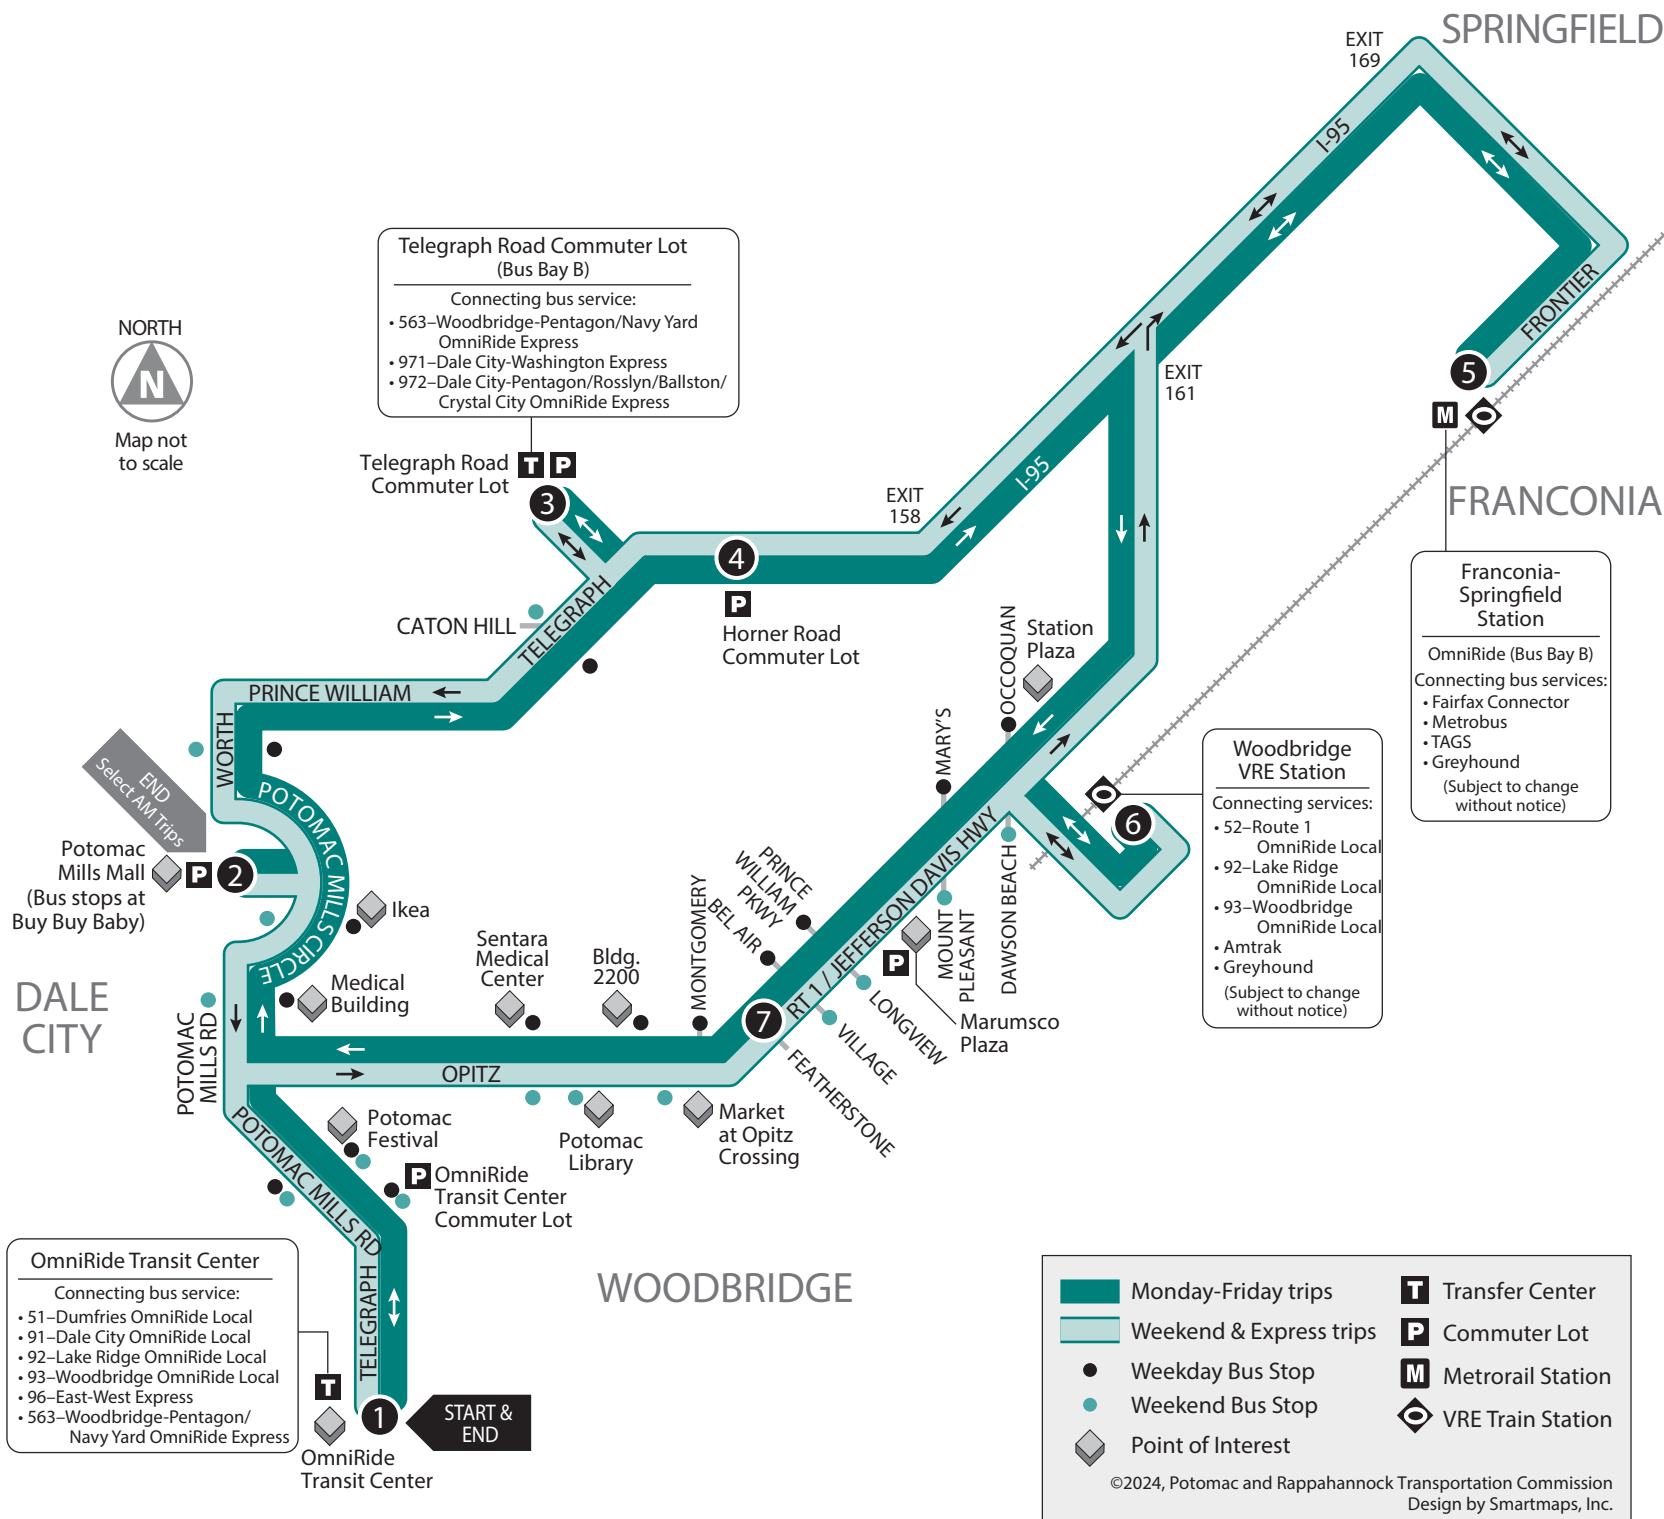 SPRINGFIELD
EXIT
169
I-95
FRONTIER
5
M
FRANCONIA
Franconia-
Springfield
Station
OmniRide (Bus Bay B)
Connecting bus services:
• Fairfax Connector
• Metrobus
• TAGS
• Greyhound
(Subject to change
without notice)
Telegraph Road Commuter Lot
(Bus Bay B)
Connecting bus service:
• 563–Woodbridge-Pentagon/Navy Yard
OmniRide Express
• 971–Dale City-Washington Express
• 972–Dale City-Pentagon/Rosslyn/Ballston/
Crystal City OmniRide Express
NORTH
N
Map not
to scale
Telegraph Road
Commuter Lot
T P
3
EXIT
161
I-95
EXIT
158
4
P
Horner Road
Commuter Lot
CATON HILL
TELEGRAPH
PRINCE WILLIAM
WORTH
END
Select AM Trips
POTOMAC MILLS CIRCLE
Potomac
Mills Mall
(Bus stops at
Buy Buy Baby)
P
2
Ikea
Medical
Building
DALE
CITY
POTOMAC
MILLS RD
Sentara
Medical
Center
Bldg.
2200
MONTGOMERY
7
BEL AIR
PRINCE
WILLIAM
PKWY
MARY'S
OCCOQUAN
Station
Plaza
RT 1 / JEFFERSON DAVIS HWY
6
Woodbridge
VRE Station
Connecting services:
• 52–Route 1
OmniRide Local
• 92–Lake Ridge
OmniRide Local
• 93–Woodbridge
OmniRide Local
• Amtrak
• Greyhound
(Subject to change
without notice)
DAWSON BEACH
MOUNT
PLEASANT
P
Marumsco
Plaza
LONGVIEW
VILLAGE
FEATHERSTONE
OPITZ
Potomac
Library
Market
at Opitz
Crossing
Potomac
Festival
POTOMAC MILLS RD
P
OmniRide
Transit Center
Commuter Lot
TELEGRAPH
OmniRide Transit Center
Connecting bus service:
• 51–Dumfries OmniRide Local
• 91–Dale City OmniRide Local
• 92–Lake Ridge OmniRide Local
• 93–Woodbridge OmniRide Local
• 96–East-West Express
• 563–Woodbridge-Pentagon/
Navy Yard OmniRide Express
T
1
START &
END
OmniRide
Transit Center
WOODBRIDGE
Monday-Friday trips
Weekend & Express trips
Weekday Bus Stop
Weekend Bus Stop
Point of Interest
T Transfer Center
P Commuter Lot
M Metrorail Station
VRE Train Station
©2024, Potomac and Rappahannock Transportation Commission
Design by Smartmaps, Inc.